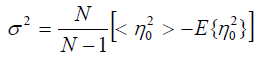 σ² = N/(N−1) [< η₀² > −E{η₀²}]